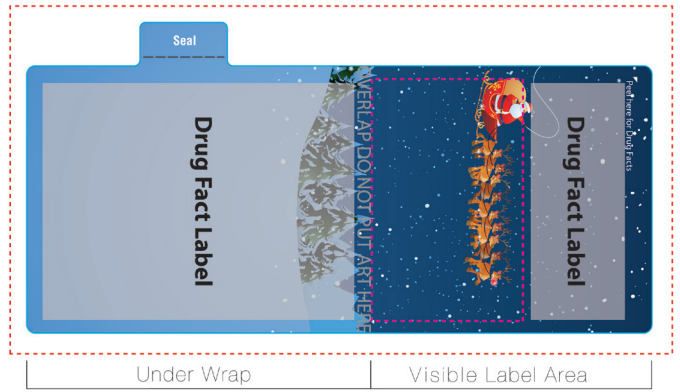 Seal
Drug Fact Label
OVERLAP DO NOT PUT ART HERE
Drug Fact Label
Peel here for Drug Facts
Under Wrap
Visible Label Area